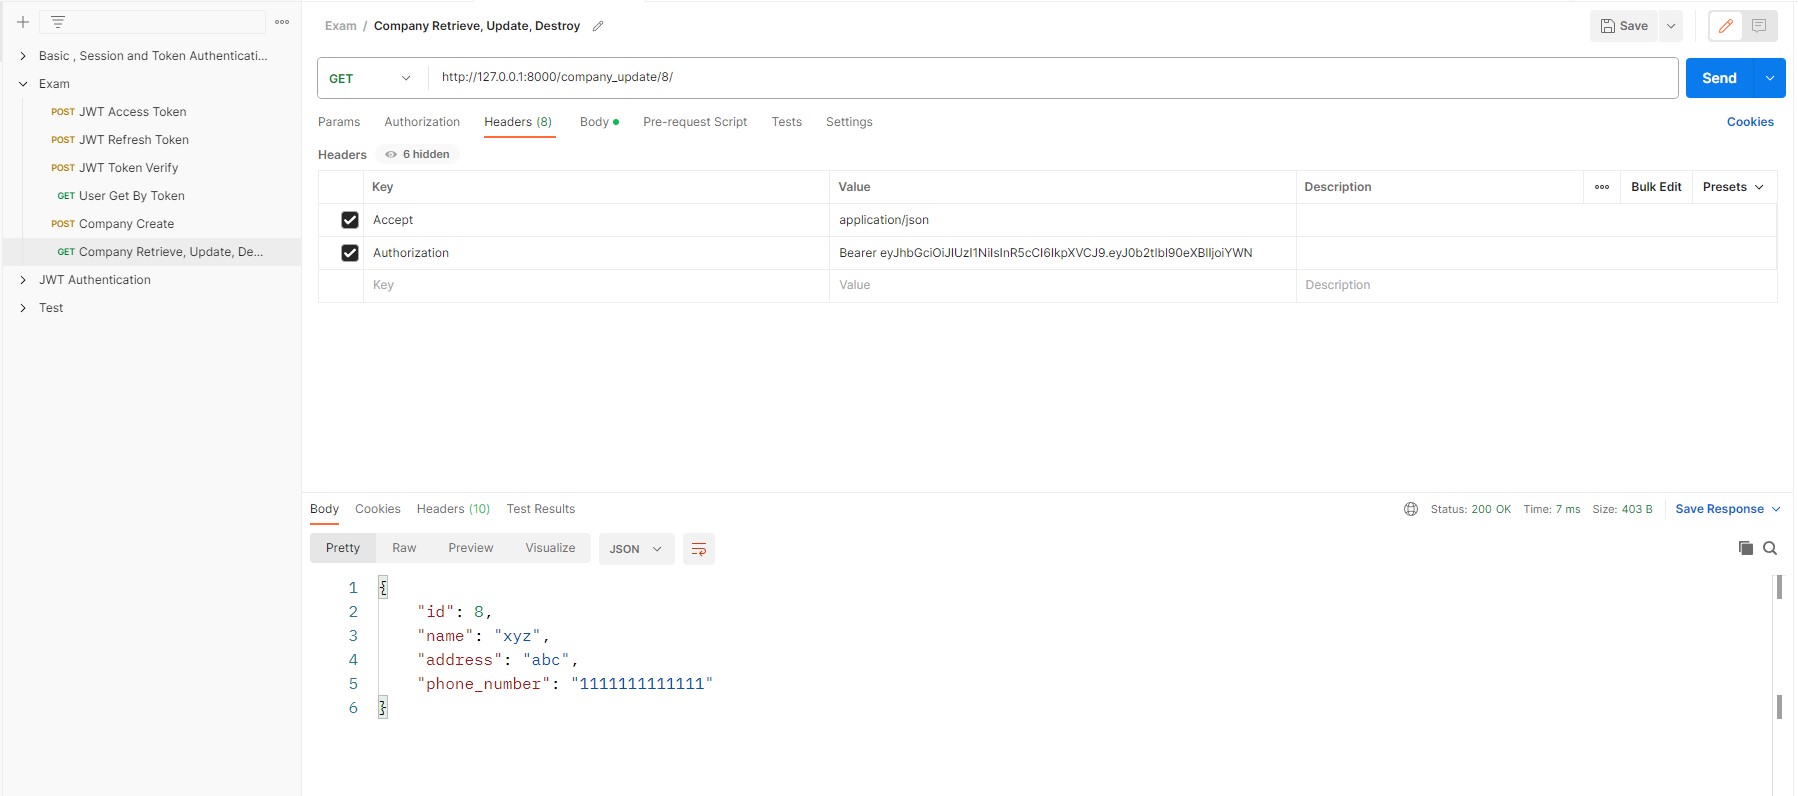 Basic , Session and Token Authenticati...
Exam
POST JWT Access Token
POST JWT Refresh Token
POST JWT Token Verify
GET User Get By Token
POST Company Create
GET Company Retrieve, Update, De...
JWT Authentication
Test
Exam / Company Retrieve, Update, Destroy
Save
GET http://127.0.0.1:8000/company_update/8/ Send
Params Authorization Headers (8) Body Pre-request Script Tests Settings Cookies
Headers 6 hidden
Key Value Description Bulk Edit Presets
Accept application/json
Authorization Bearer eyJhbGciOiJIUzI1NiIsInR5cCI6IkpXVCJ9.eyJ0b2tlbl90eXBlIjoiYWN
Key Value Description
Body Cookies Headers (10) Test Results Status: 200 OK Time: 7 ms Size: 403 B Save Response
Pretty Raw Preview Visualize JSON
1 {
2 "id": 8,
3 "name": "xyz",
4 "address": "abc",
5 "phone_number": "1111111111111"
6 }